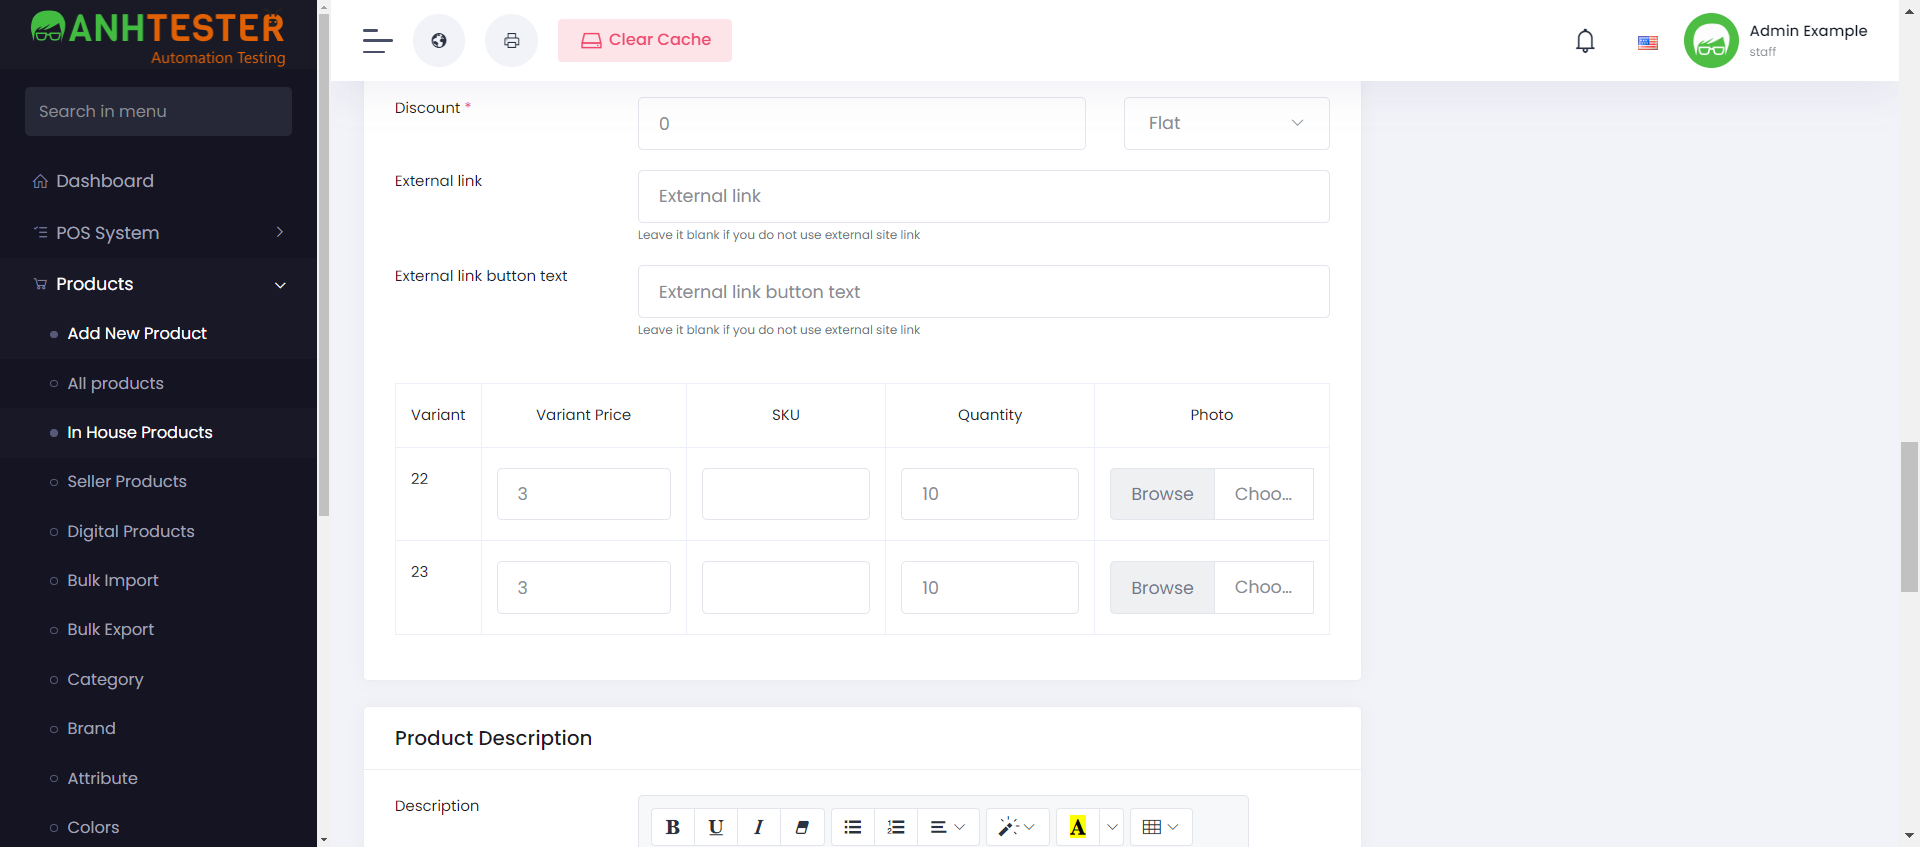 ANHTESTER
Automation Testing
Search in menu
Dashboard
POS System
Products
Add New Product
All products
In House Products
Seller Products
Digital Products
Bulk Import
Bulk Export
Category
Brand
Attribute
Colors
Clear Cache
Admin Example
staff
Discount *
0
Flat
External link
External link
Leave it blank if you do not use external site link
External link button text
External link button text
Leave it blank if you do not use external site link
Variant Variant Price SKU Quantity Photo
22 3 10 Browse Choo...
23 3 10 Browse Choo...
Product Description
Description
B U I A